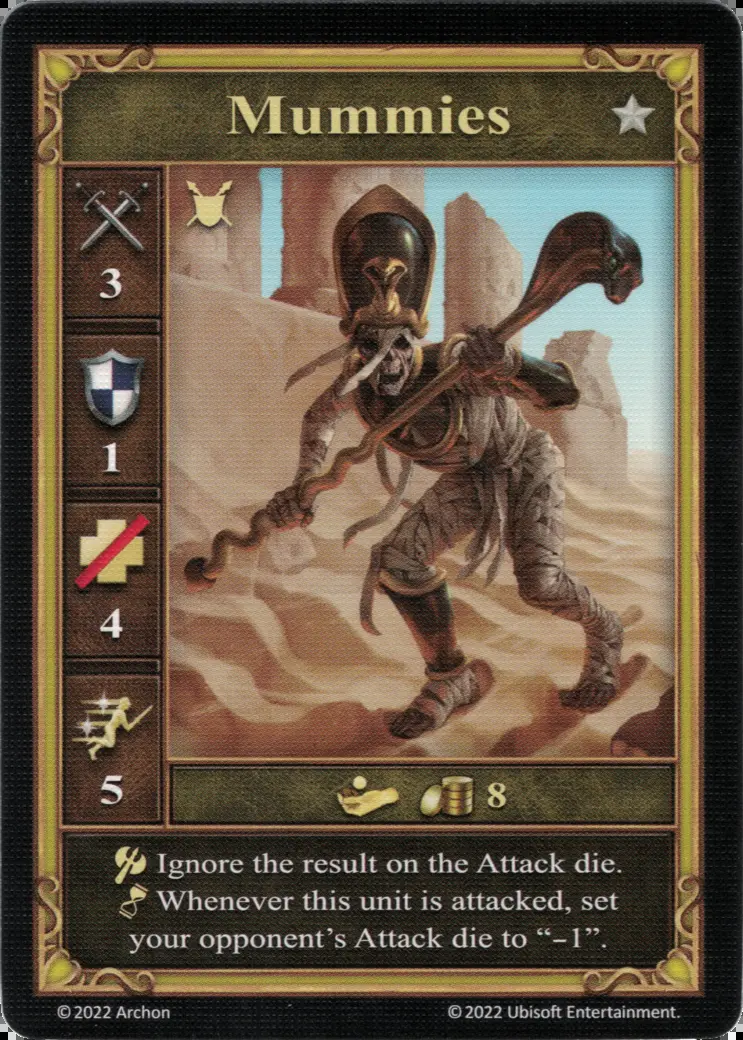 Mummies
3
1
4
5
8
Ignore the result on the Attack die.
Whenever this unit is attacked, set
your opponent's Attack die to “–1”.
© 2022 Archon
© 2022 Ubisoft Entertainment.